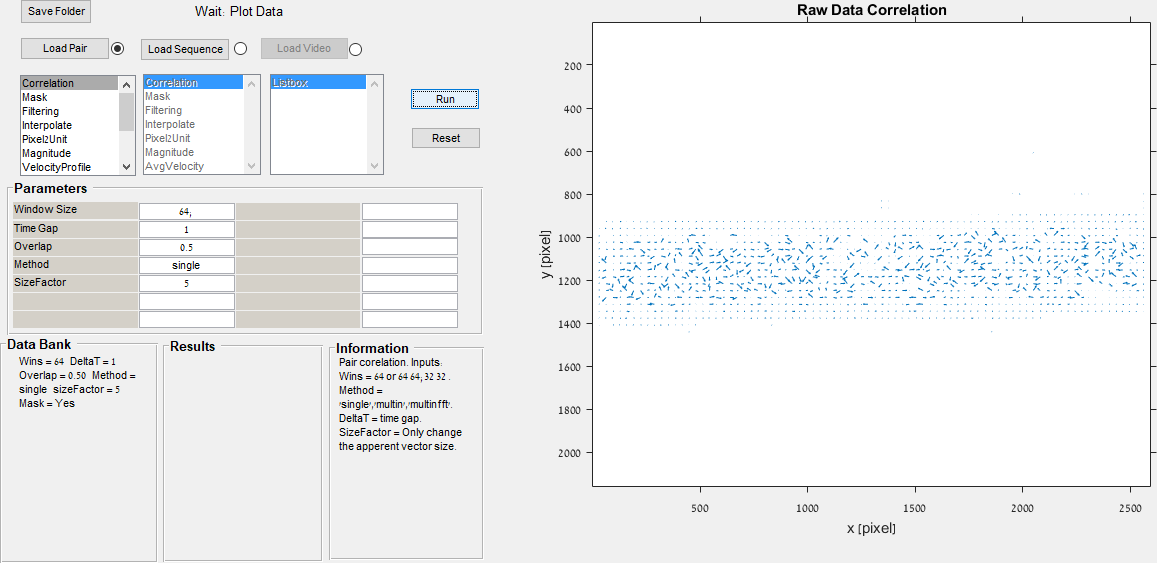 Save Folder
Wait: Plot Data
Load Pair
Load Sequence
Load Video
Correlation
Mask
Filtering
Interpolate
Pixel2Unit
Magnitude
VelocityProfile
Correlation
Mask
Filtering
Interpolate
Pixel2Unit
Magnitude
AvgVelocity
Listbox
Run
Reset
Parameters
Window Size 64;
Time Gap 1
Overlap 0.5
Method single
SizeFactor 5
Data Bank
Wins = 64 DeltaT = 1
Overlap = 0.50 Method =
single sizeFactor = 5
Mask = Yes
Results
Information
Pair corelation. Inputs:
Wins = 64 or 64 64; 32 32 .
Method =
'single','multin','multinfft'.
DeltaT = time gap.
SizeFactor = Only change
the apperent vector size.
Raw Data Correlation
y [pixel]
200
400
600
800
1000
1200
1400
1600
1800
2000
500 1000 1500 2000 2500
x [pixel]